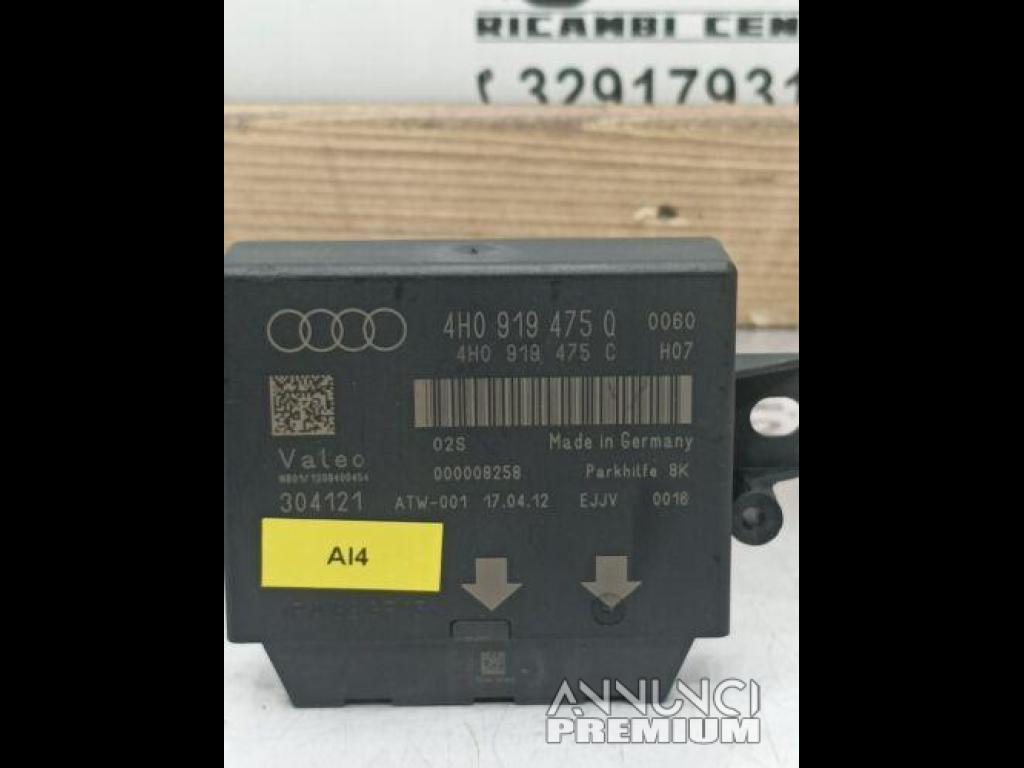 RICAMBI CEN
32917931
4H0 919 475 Q 0060
4H0 919 475 C H07
02S Made in Germany
Valeo 000008258 Parkhilfe 8K
304121 ATW-001 17.04.12 EJJV 0016
AI4
ANNUNCI
PREMIUM